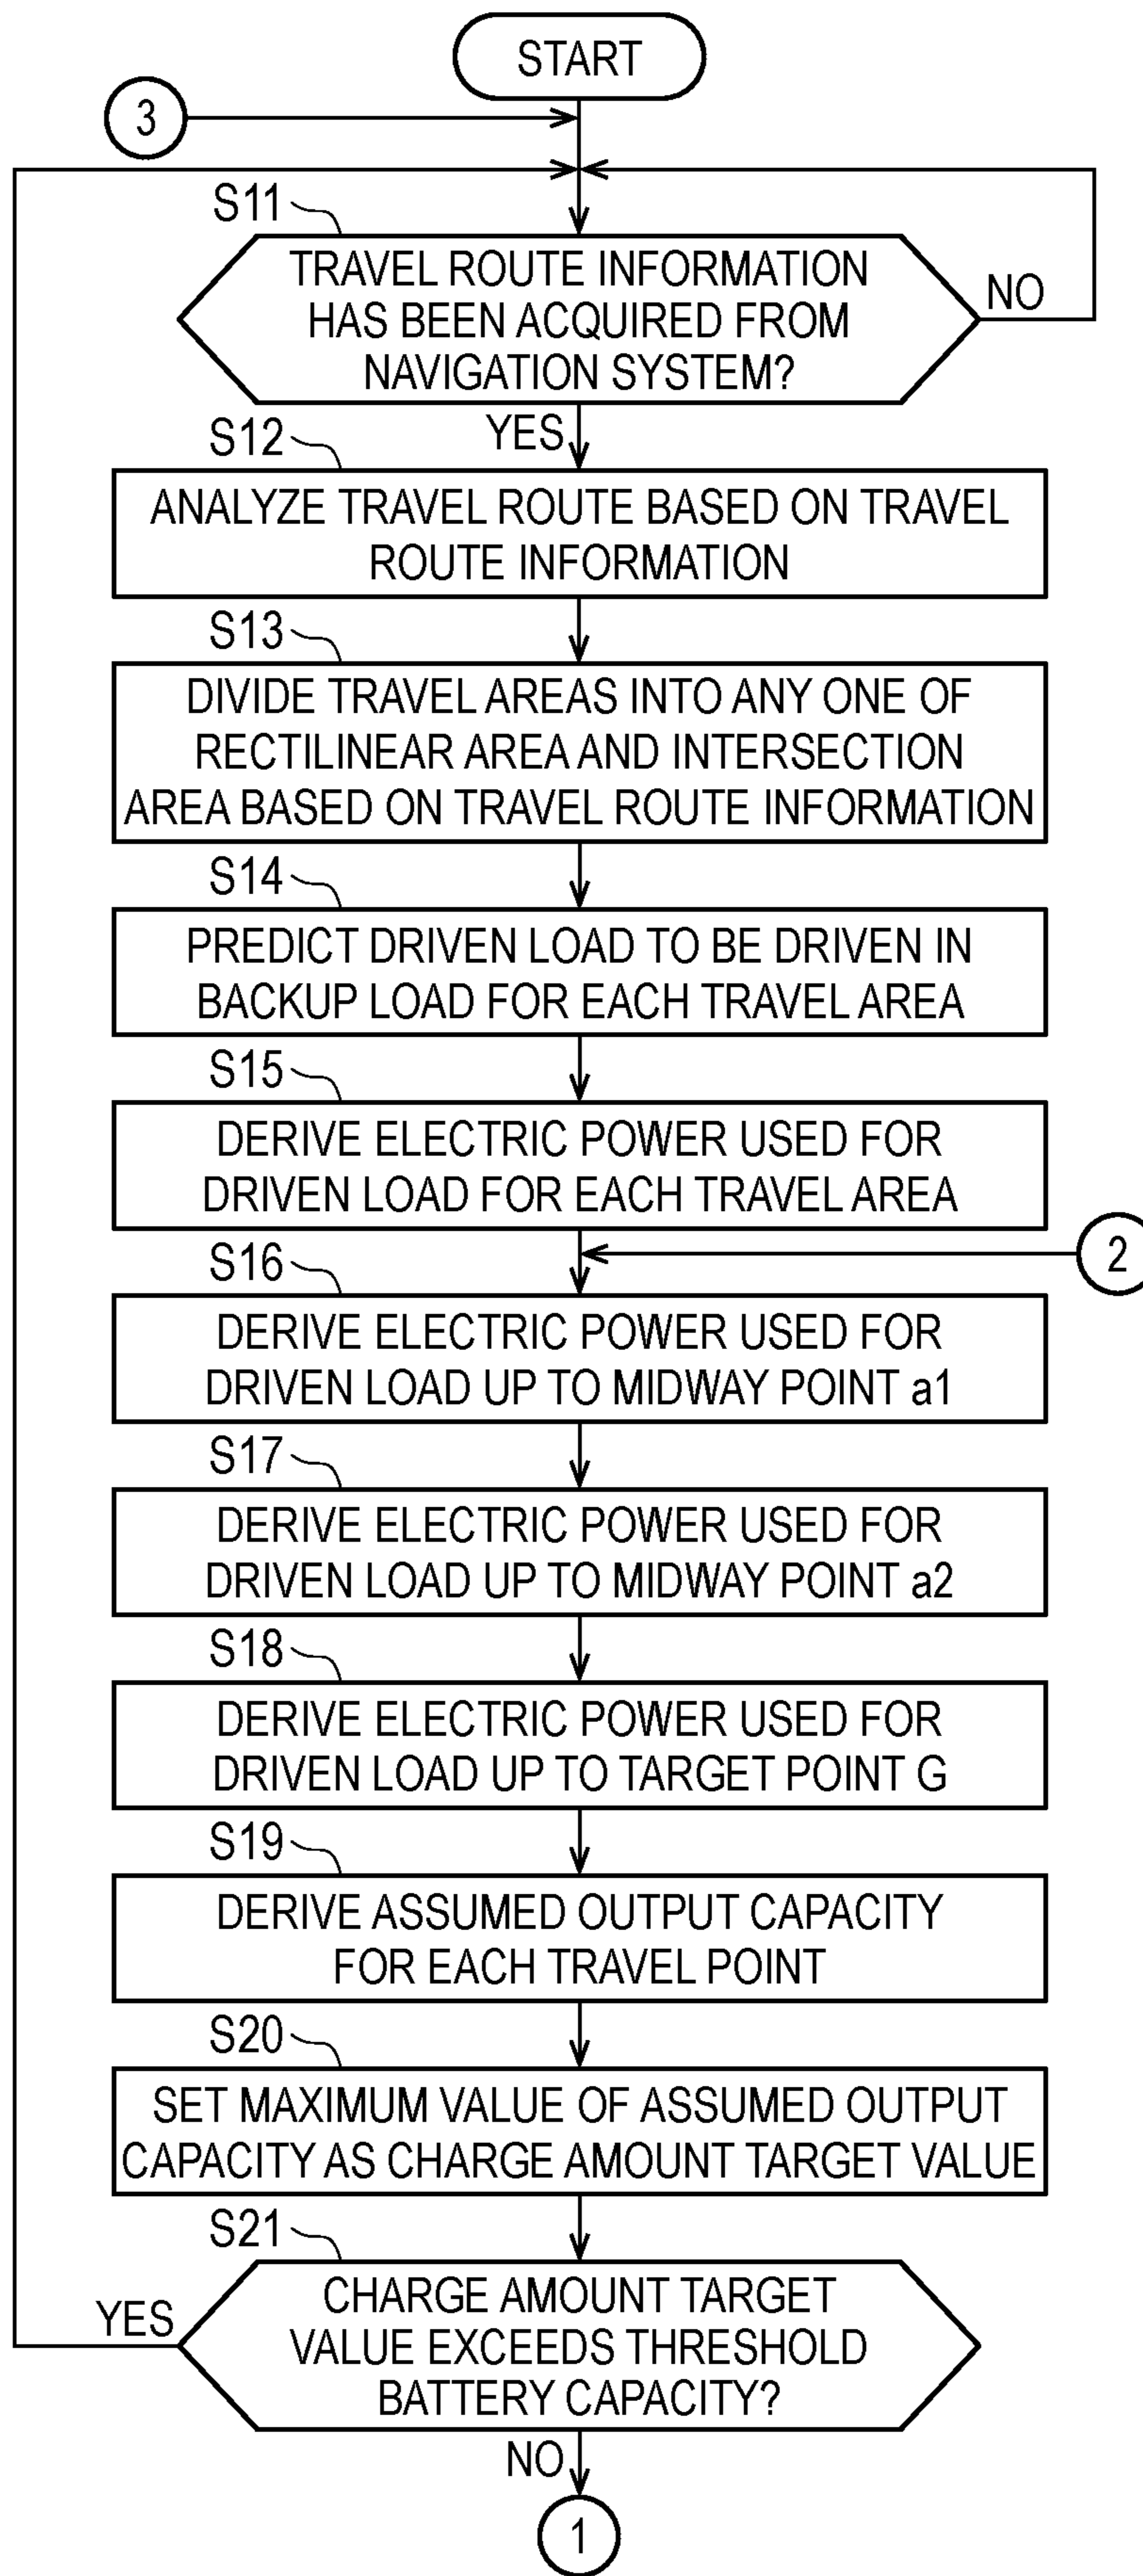 START
3
S11
TRAVEL ROUTE INFORMATION
HAS BEEN ACQUIRED FROM
NAVIGATION SYSTEM?
NO
YES
S12
ANALYZE TRAVEL ROUTE BASED ON TRAVEL
ROUTE INFORMATION
S13
DIVIDE TRAVEL AREAS INTO ANY ONE OF
RECTILINEAR AREA AND INTERSECTION
AREA BASED ON TRAVEL ROUTE INFORMATION
S14
PREDICT DRIVEN LOAD TO BE DRIVEN IN
BACKUP LOAD FOR EACH TRAVEL AREA
S15
DERIVE ELECTRIC POWER USED FOR
DRIVEN LOAD FOR EACH TRAVEL AREA
2
S16
DERIVE ELECTRIC POWER USED FOR
DRIVEN LOAD UP TO MIDWAY POINT a1
S17
DERIVE ELECTRIC POWER USED FOR
DRIVEN LOAD UP TO MIDWAY POINT a2
S18
DERIVE ELECTRIC POWER USED FOR
DRIVEN LOAD UP TO TARGET POINT G
S19
DERIVE ASSUMED OUTPUT CAPACITY
FOR EACH TRAVEL POINT
S20
SET MAXIMUM VALUE OF ASSUMED OUTPUT
CAPACITY AS CHARGE AMOUNT TARGET VALUE
S21
CHARGE AMOUNT TARGET
VALUE EXCEEDS THRESHOLD
BATTERY CAPACITY?
YES
NO
1